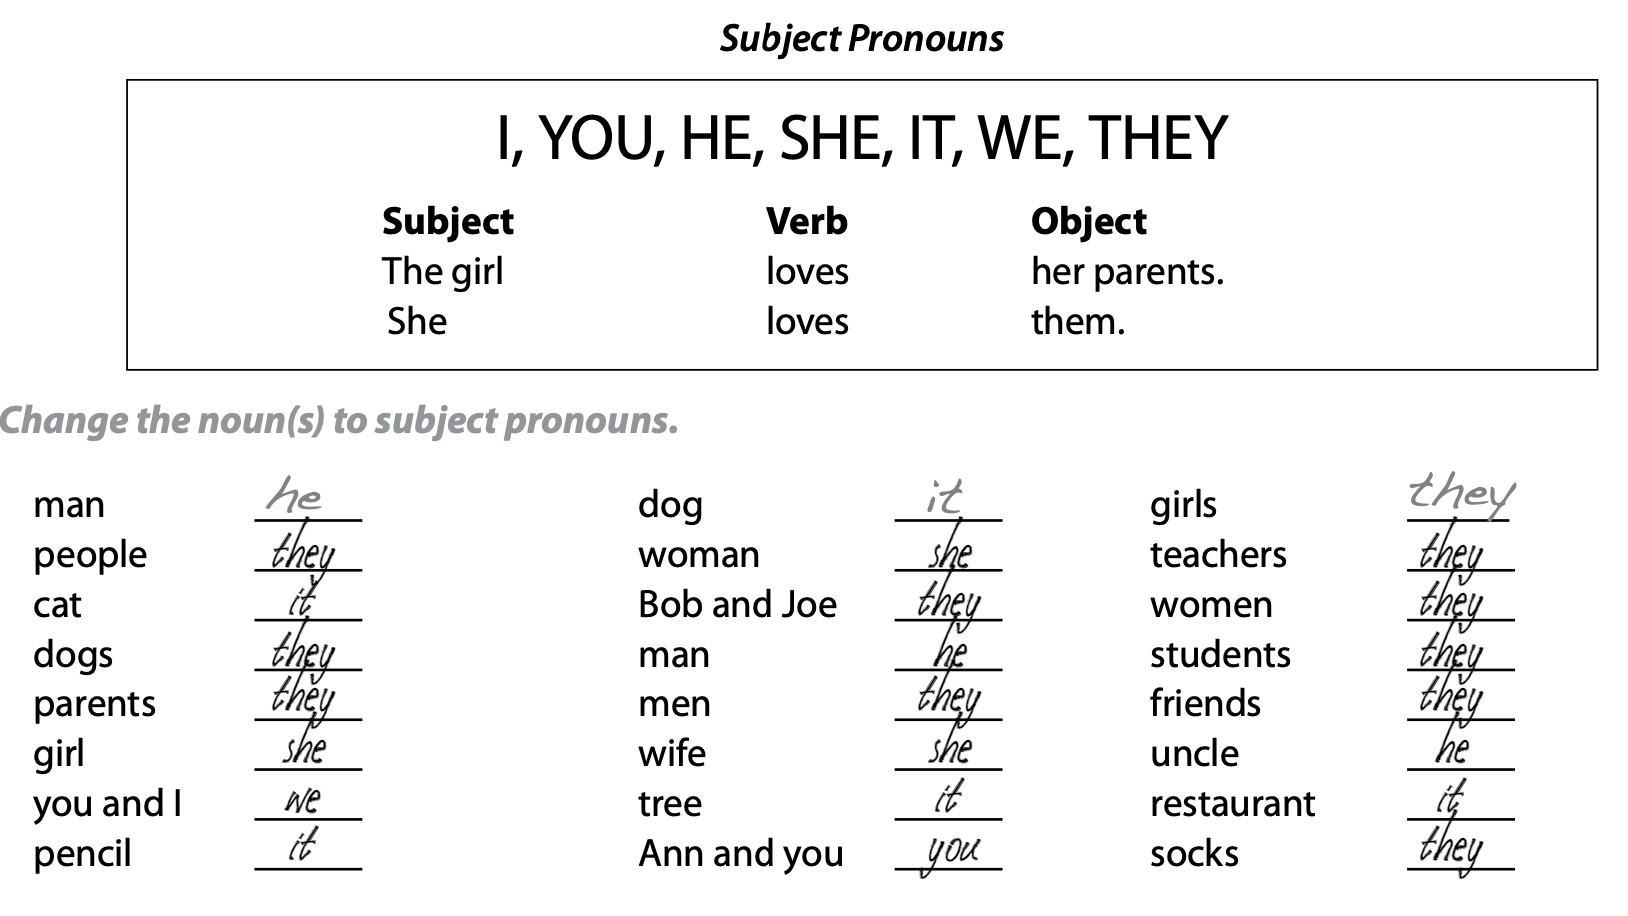 Subject Pronouns
I, YOU, HE, SHE, IT, WE, THEY
Subject Verb Object
The girl loves her parents.
She loves them.
Change the noun(s) to subject pronouns.
man he dog it girls they
people they woman she teachers they
cat it Bob and Joe they women they
dogs they man he students they
parents they men they friends they
girl she wife she uncle he
you and I we tree it restaurant it
pencil it Ann and you you socks they